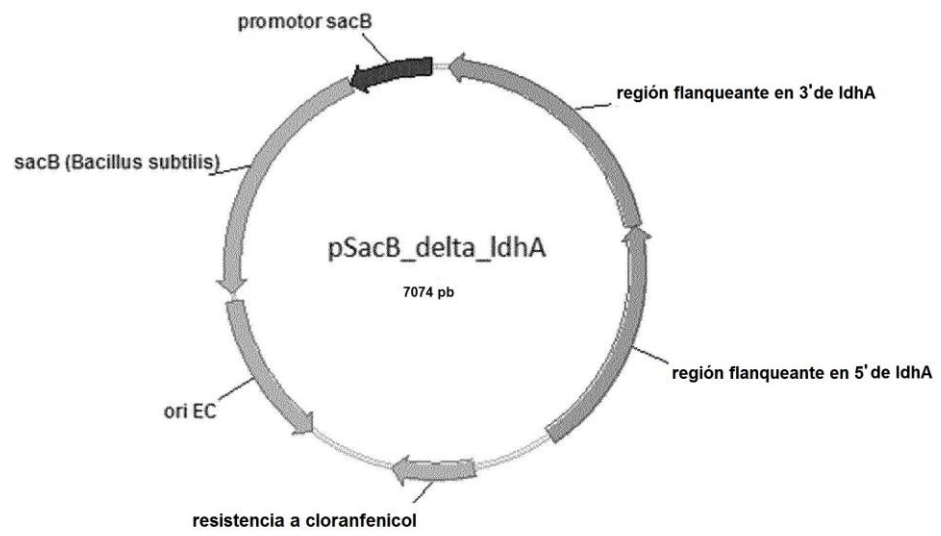 promotor sacB
región flanqueante en 3' de ldhA
sacB (Bacillus subtilis)
pSacB_delta_ldhA
7074 pb
región flanqueante en 5' de ldhA
ori EC
resistencia a cloranfenicol